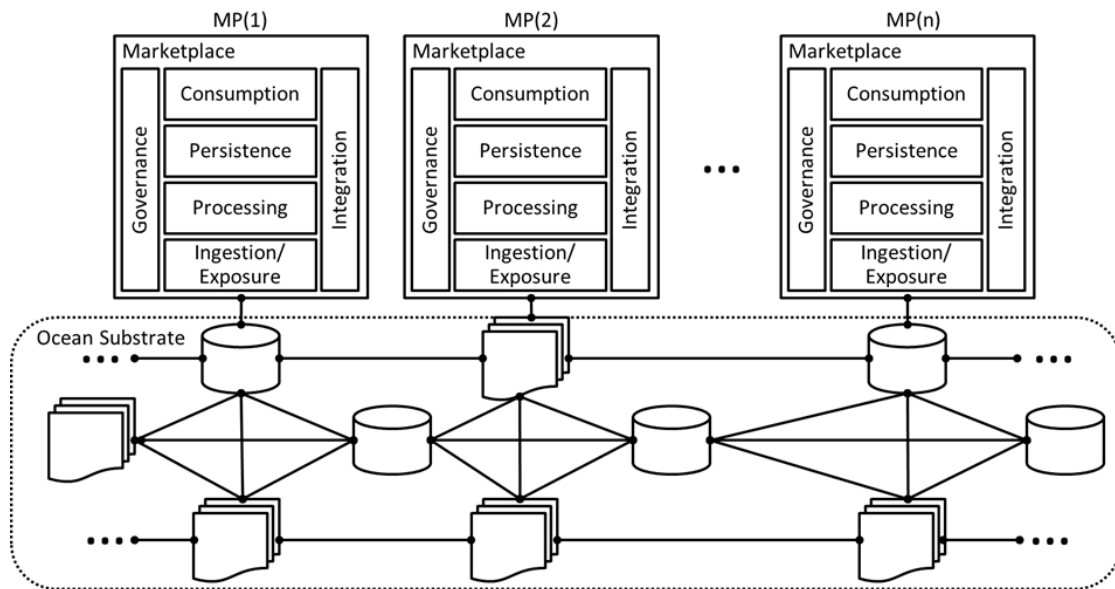 MP(1)
MP(2)
MP(n)
Marketplace
Governance
Consumption
Persistence
Processing
Ingestion/
Exposure
Integration
Marketplace
Governance
Consumption
Persistence
Processing
Ingestion/
Exposure
Integration
...
Marketplace
Governance
Consumption
Persistence
Processing
Ingestion/
Exposure
Integration
Ocean Substrate